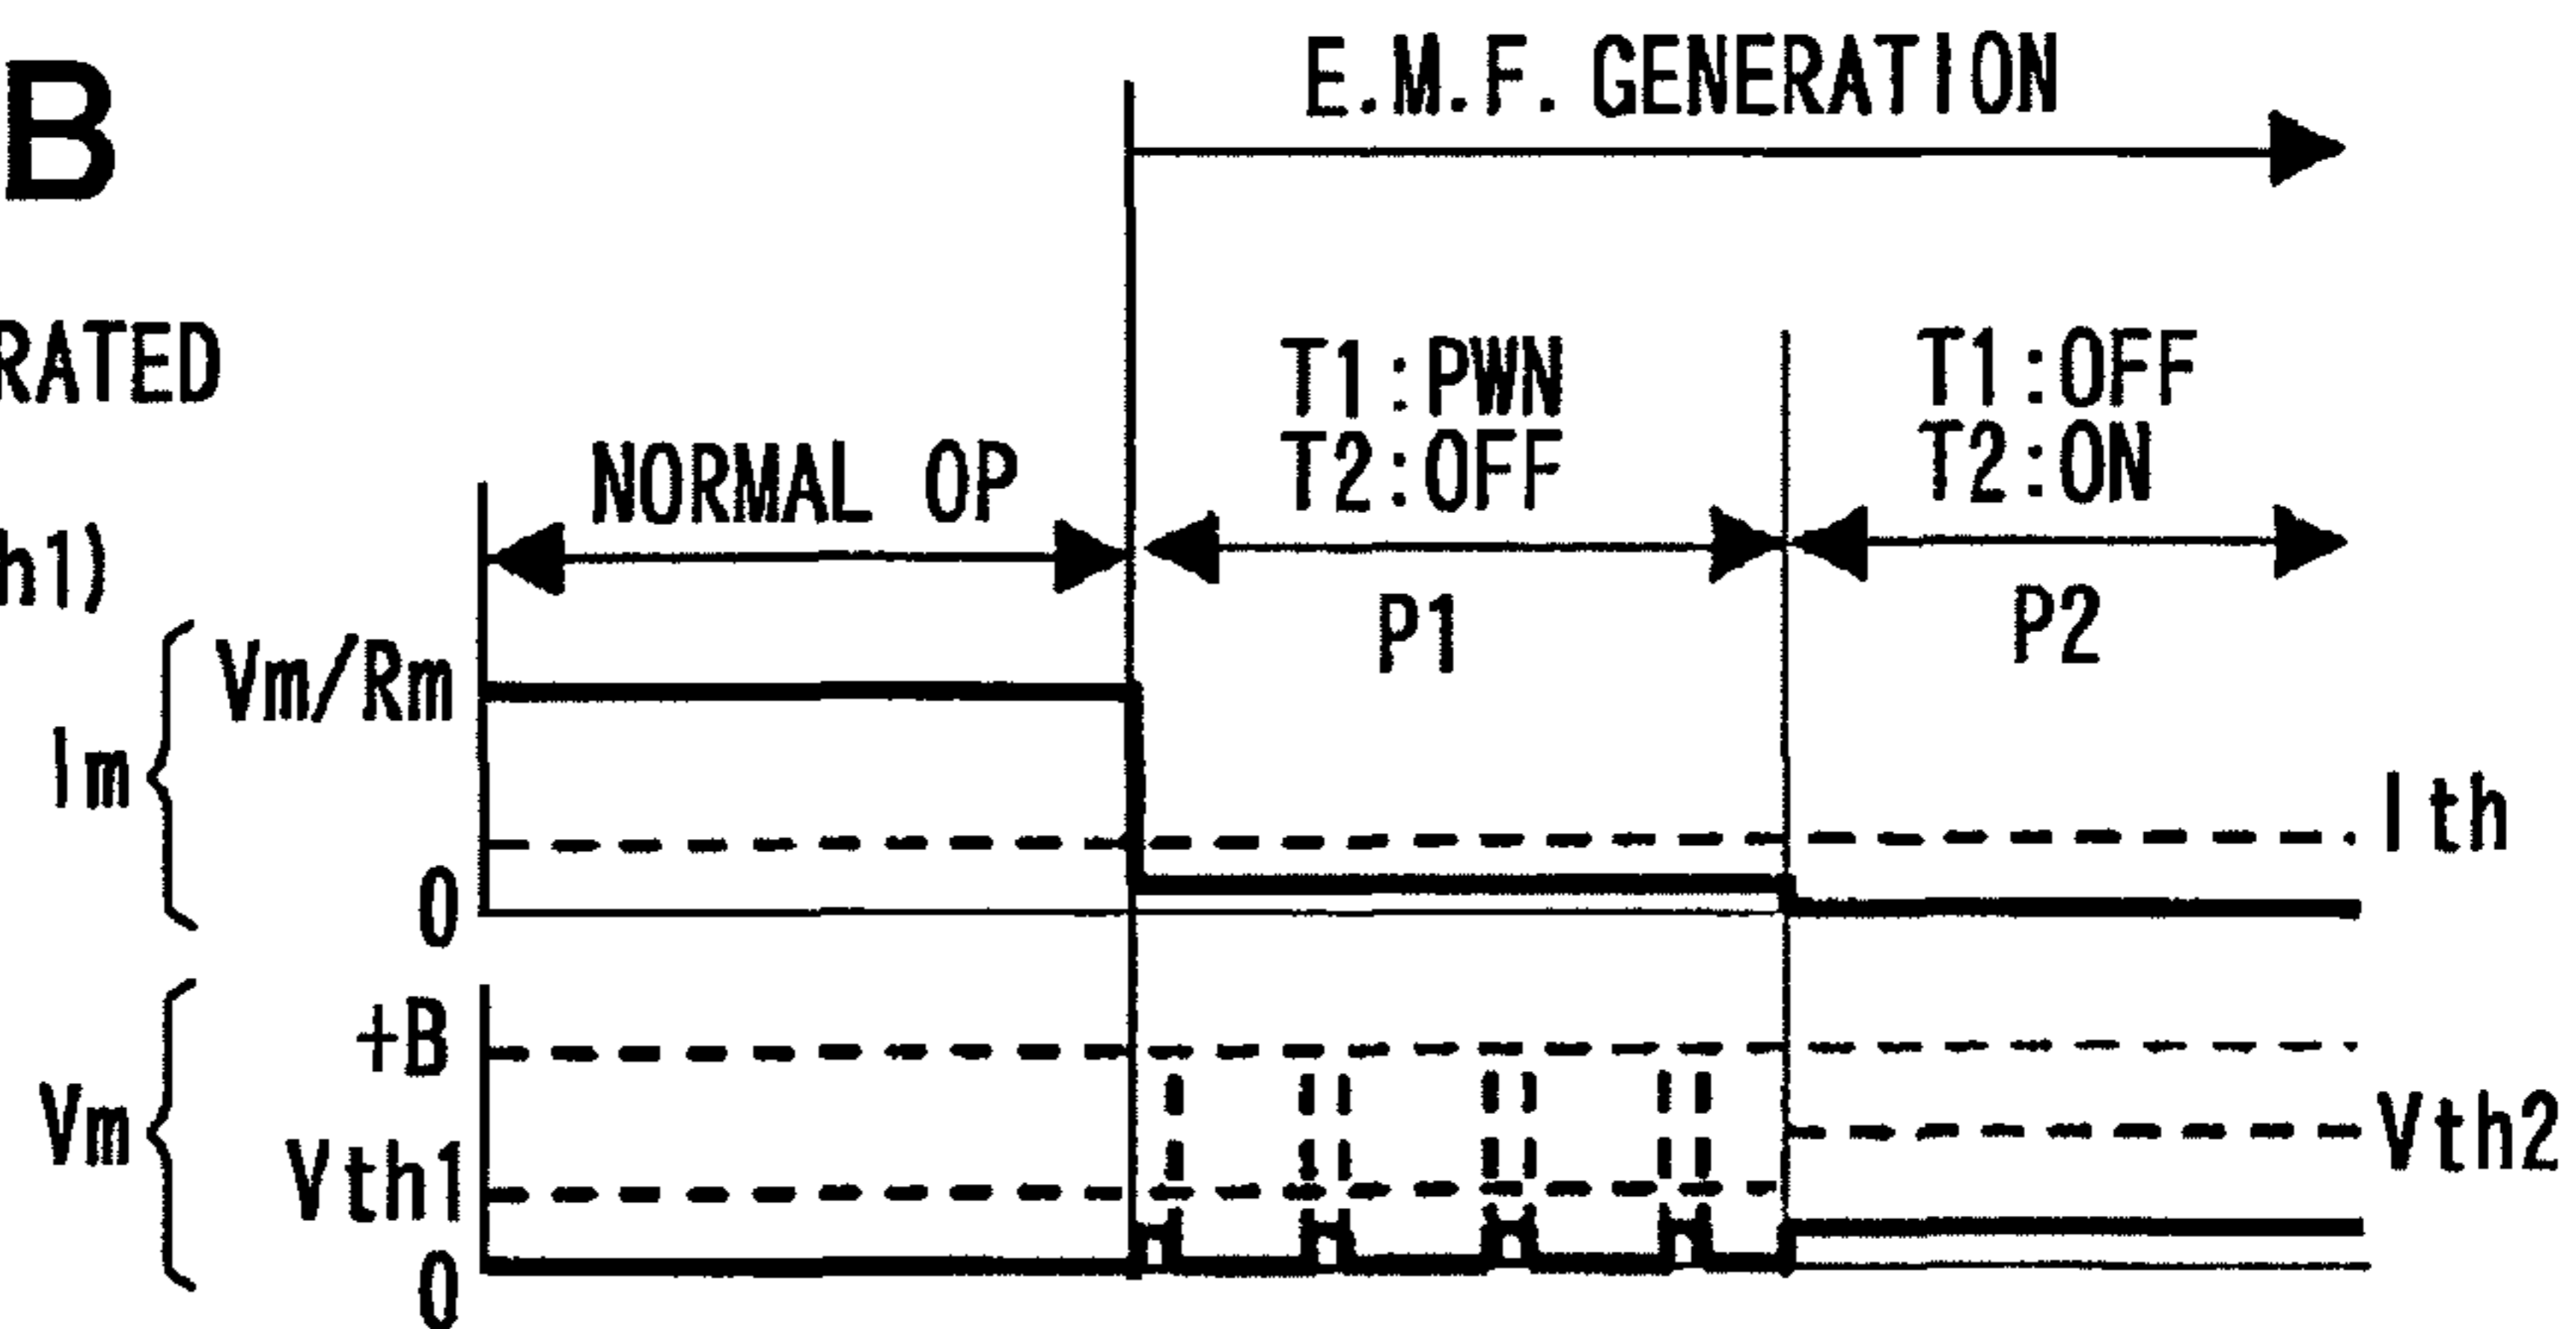 B
E.M.F. GENERATION
RATED
T1:PWN
T2:OFF
T1:OFF
T2:ON
NORMAL OP
h1)
P1
P2
Im
Vm/Rm
Ith
0
Vm
+B
Vth1
Vth2
0